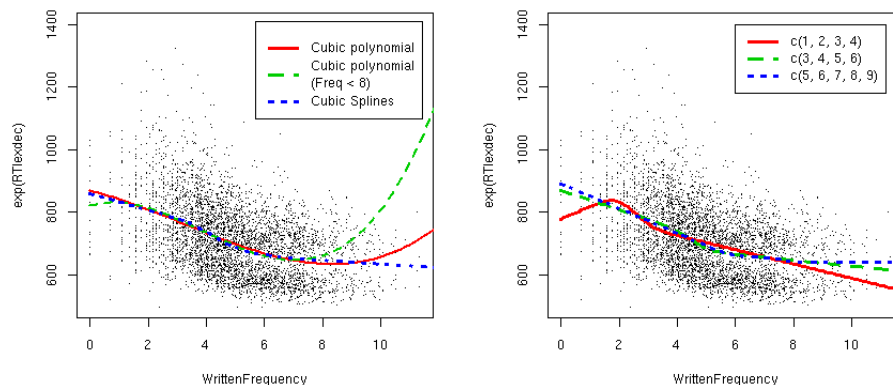 1400
1200
1000
800
600
exp(RTlexdec)
Cubic polynomial
Cubic polynomial
(Freq < 8)
Cubic Splines
0 2 4 6 8 10
WrittenFrequency
1400
1200
1000
800
600
exp(RTlexdec)
c(1, 2, 3, 4)
c(3, 4, 5, 6)
c(5, 6, 7, 8, 9)
0 2 4 6 8 10
WrittenFrequency